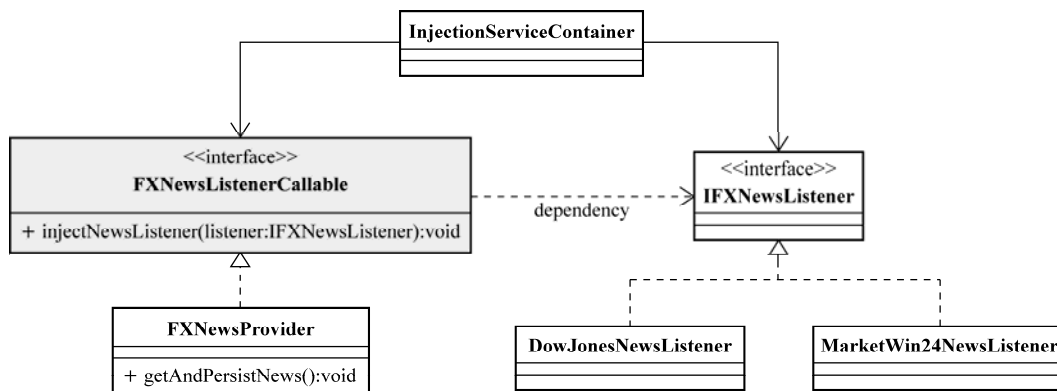 InjectionServiceContainer
<<interface>>
FXNewsListenerCallable
+ injectNewsListener(listener:IFXNewsListener):void
dependency
<<interface>>
IFXNewsListener
FXNewsProvider
+ getAndPersistNews():void
DowJonesNewsListener
MarketWin24NewsListener